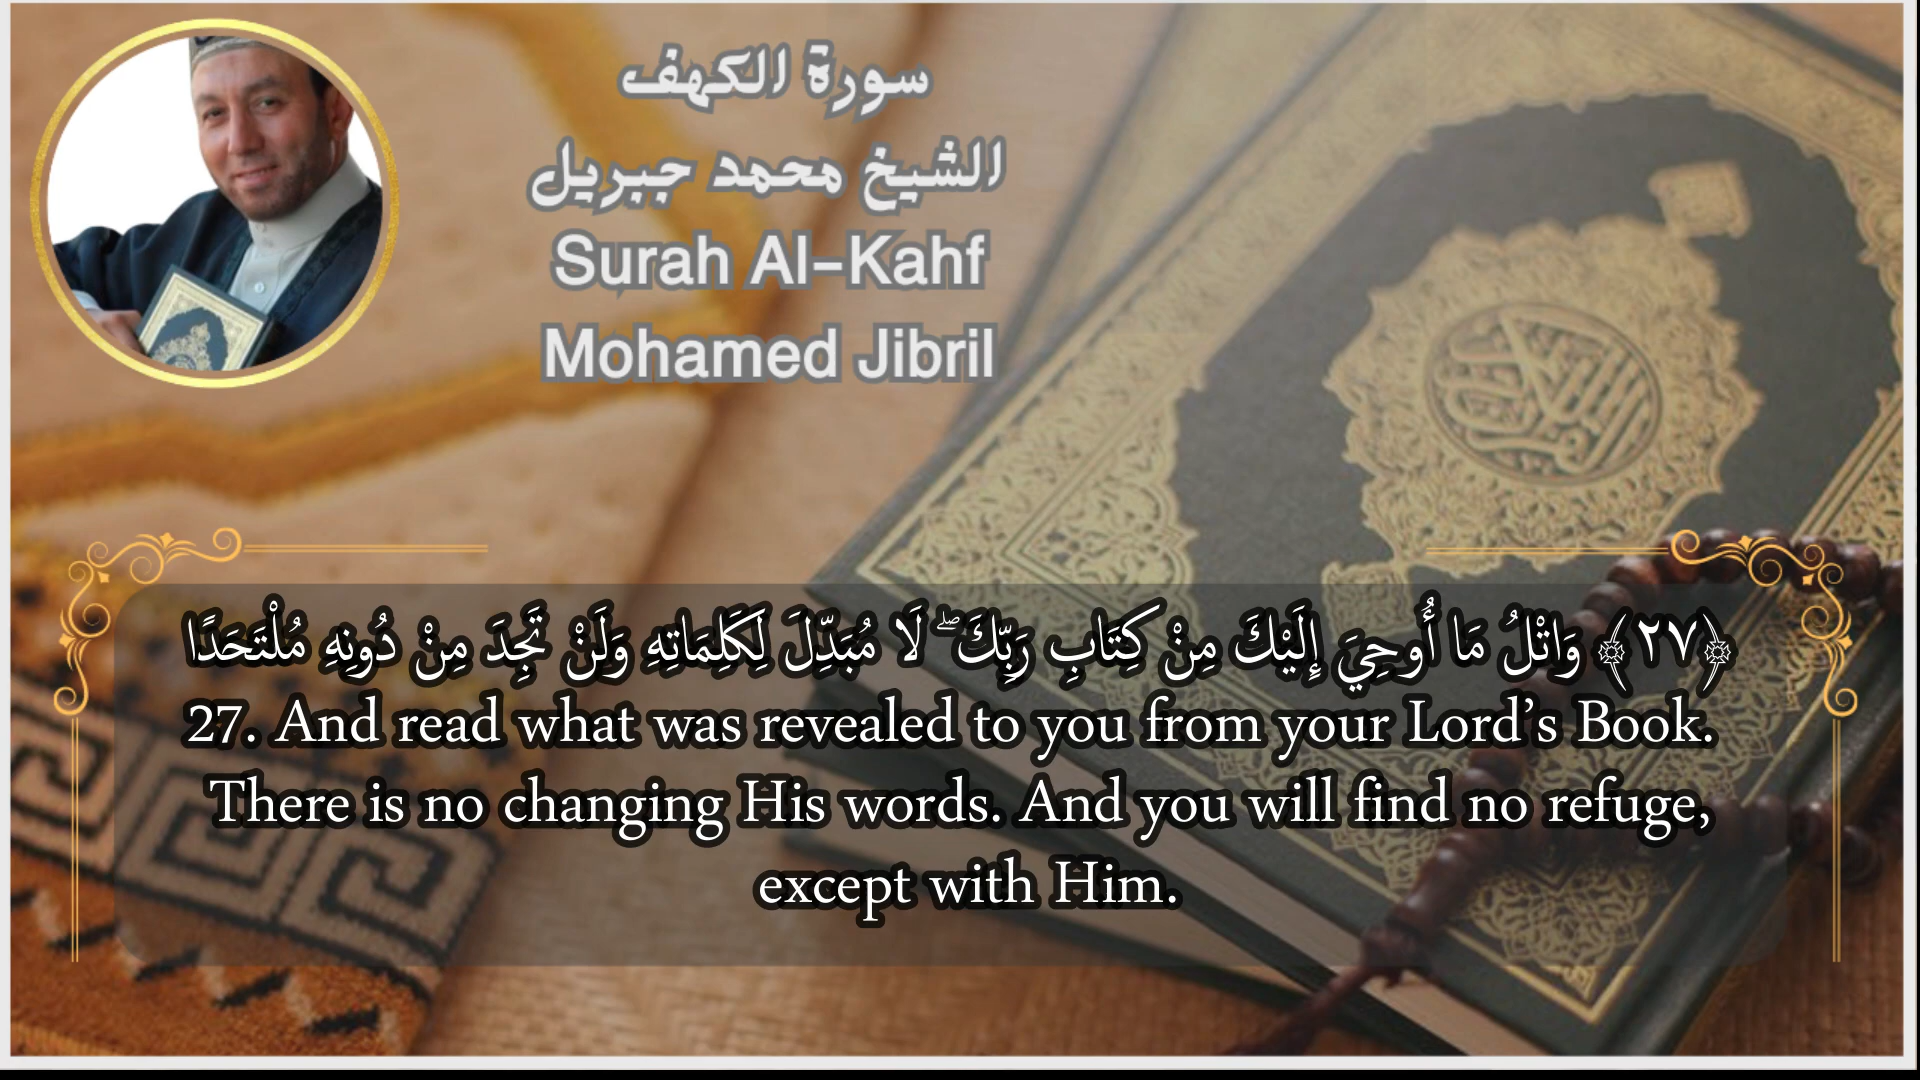 سورة الكهف
الشيخ محمد جبريل
Surah Al-Kahf
Mohamed Jibril
﴿٢٧﴾ وَاتْلُ مَا أُوحِيَ إِلَيْكَ مِنْ كِتَابِ رَبِّكَ ۖ لَا مُبَدِّلَ لِكَلِمَاتِهِ وَلَنْ تَجِدَ مِنْ دُونِهِ مُلْتَحَدًا
27. And read what was revealed to you from your Lord’s Book.
There is no changing His words. And you will find no refuge,
except with Him.